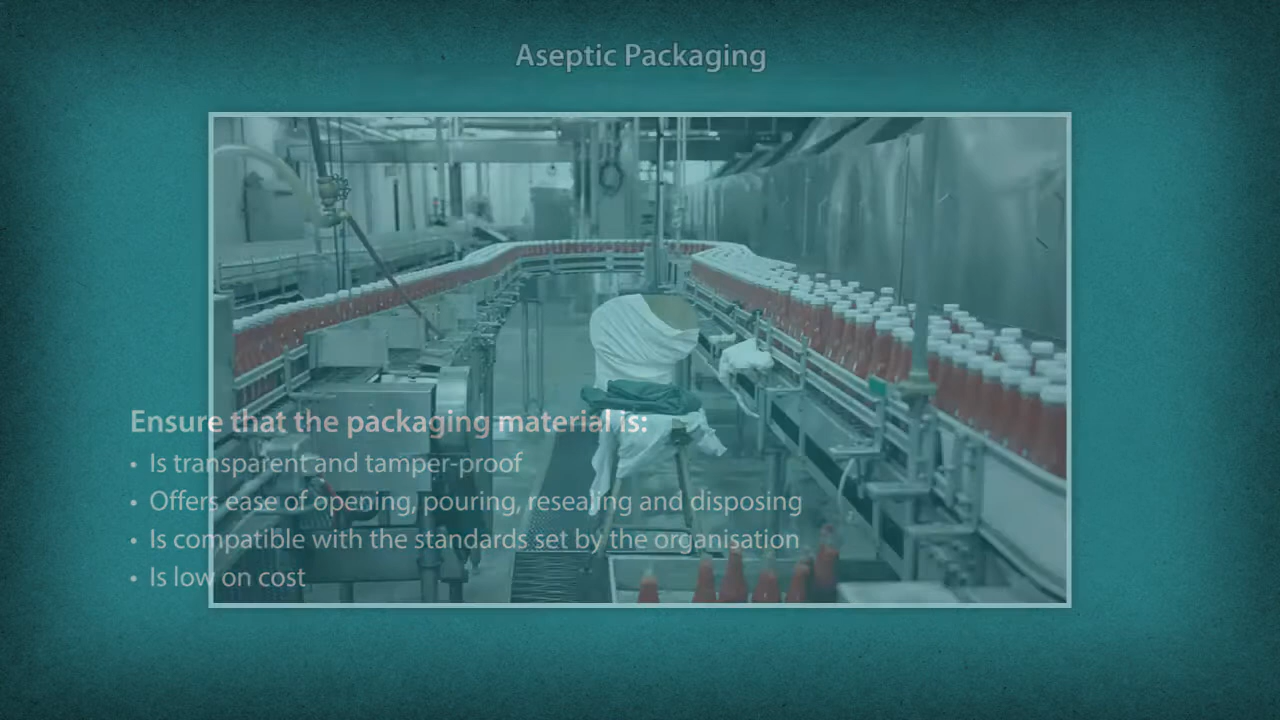 Aseptic Packaging
Ensure that the packaging material is:
• Is transparent and tamper-proof
• Offers ease of opening, pouring, resealing and disposing
• Is compatible with the standards set by the organisation
• Is low on cost